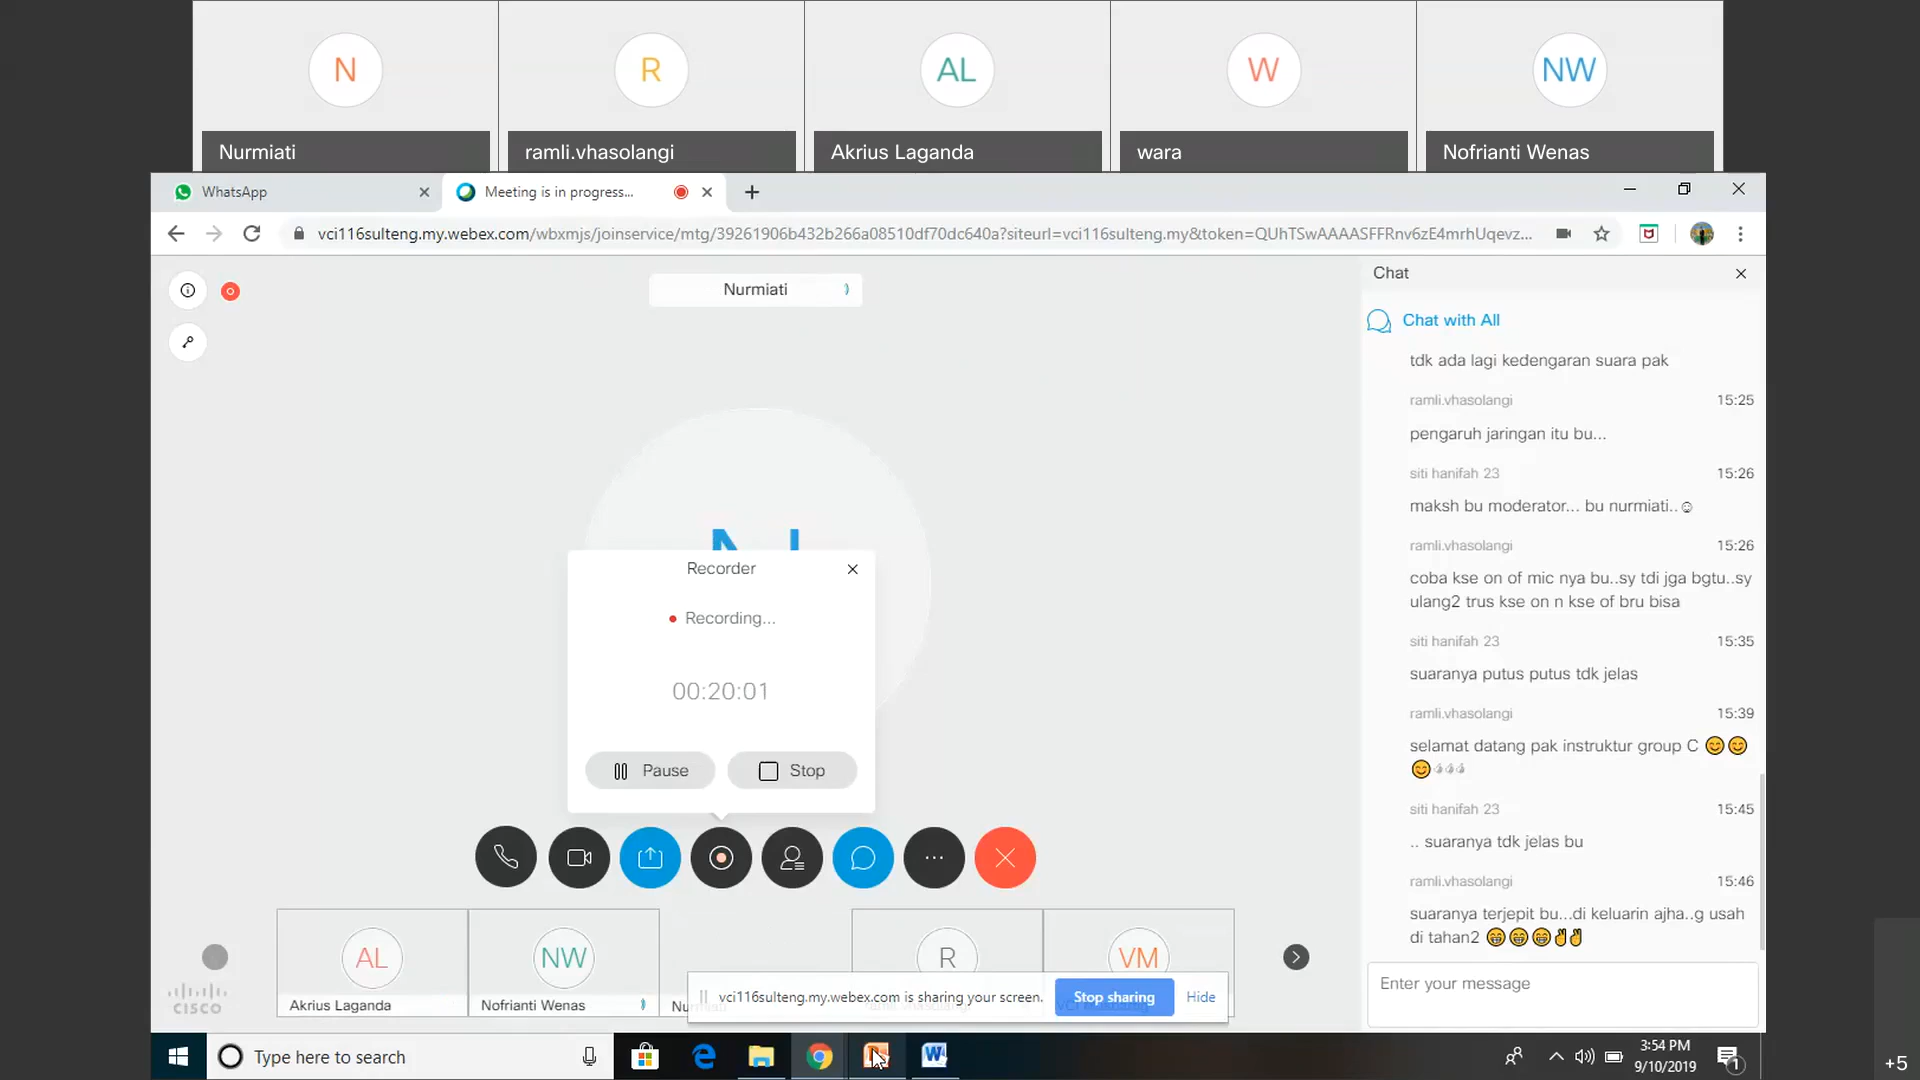 N
R
AL
W
NW
Nurmiati
ramli.vhasolangi
Akrius Laganda
wara
Nofrianti Wenas
WhatsApp
Meeting is in progress...
vci116sulteng.my.webex.com/wbxmjs/joinservice/mtg/39261906b432b266a08510df70dc640a?siteurl=vci116sulteng.my&token=QUhTSwAAAASFFRnv6zE4mrhUqevz...
Nurmiati
Chat
Chat with All
tdk ada lagi kedengaran suara pak
ramli.vhasolangi 15:25
pengaruh jaringan itu bu...
siti hanifah 23 15:26
maksh bu moderator... bu nurmiati..☺
ramli.vhasolangi 15:26
coba kse on of mic nya bu..sy tdi jga bgtu..sy
ulang2 trus kse on n kse of bru bisa
siti hanifah 23 15:35
suaranya putus putus tdk jelas
ramli.vhasolangi 15:39
selamat datang pak instruktur group C 😊😊
😊
siti hanifah 23 15:45
.. suaranya tdk jelas bu
ramli.vhasolangi 15:46
suaranya terjepit bu...di keluarin ajha..g usah
di tahan2 😁😁😁✌✌
Enter your message
Recorder
Recording...
00:20:01
Pause
Stop
AL
NW
R
VM
Akrius Laganda
Nofrianti Wenas
vci116sulteng.my.webex.com is sharing your screen.
Stop sharing
Hide
CISCO
Type here to search
3:54 PM
9/10/2019
1
+5